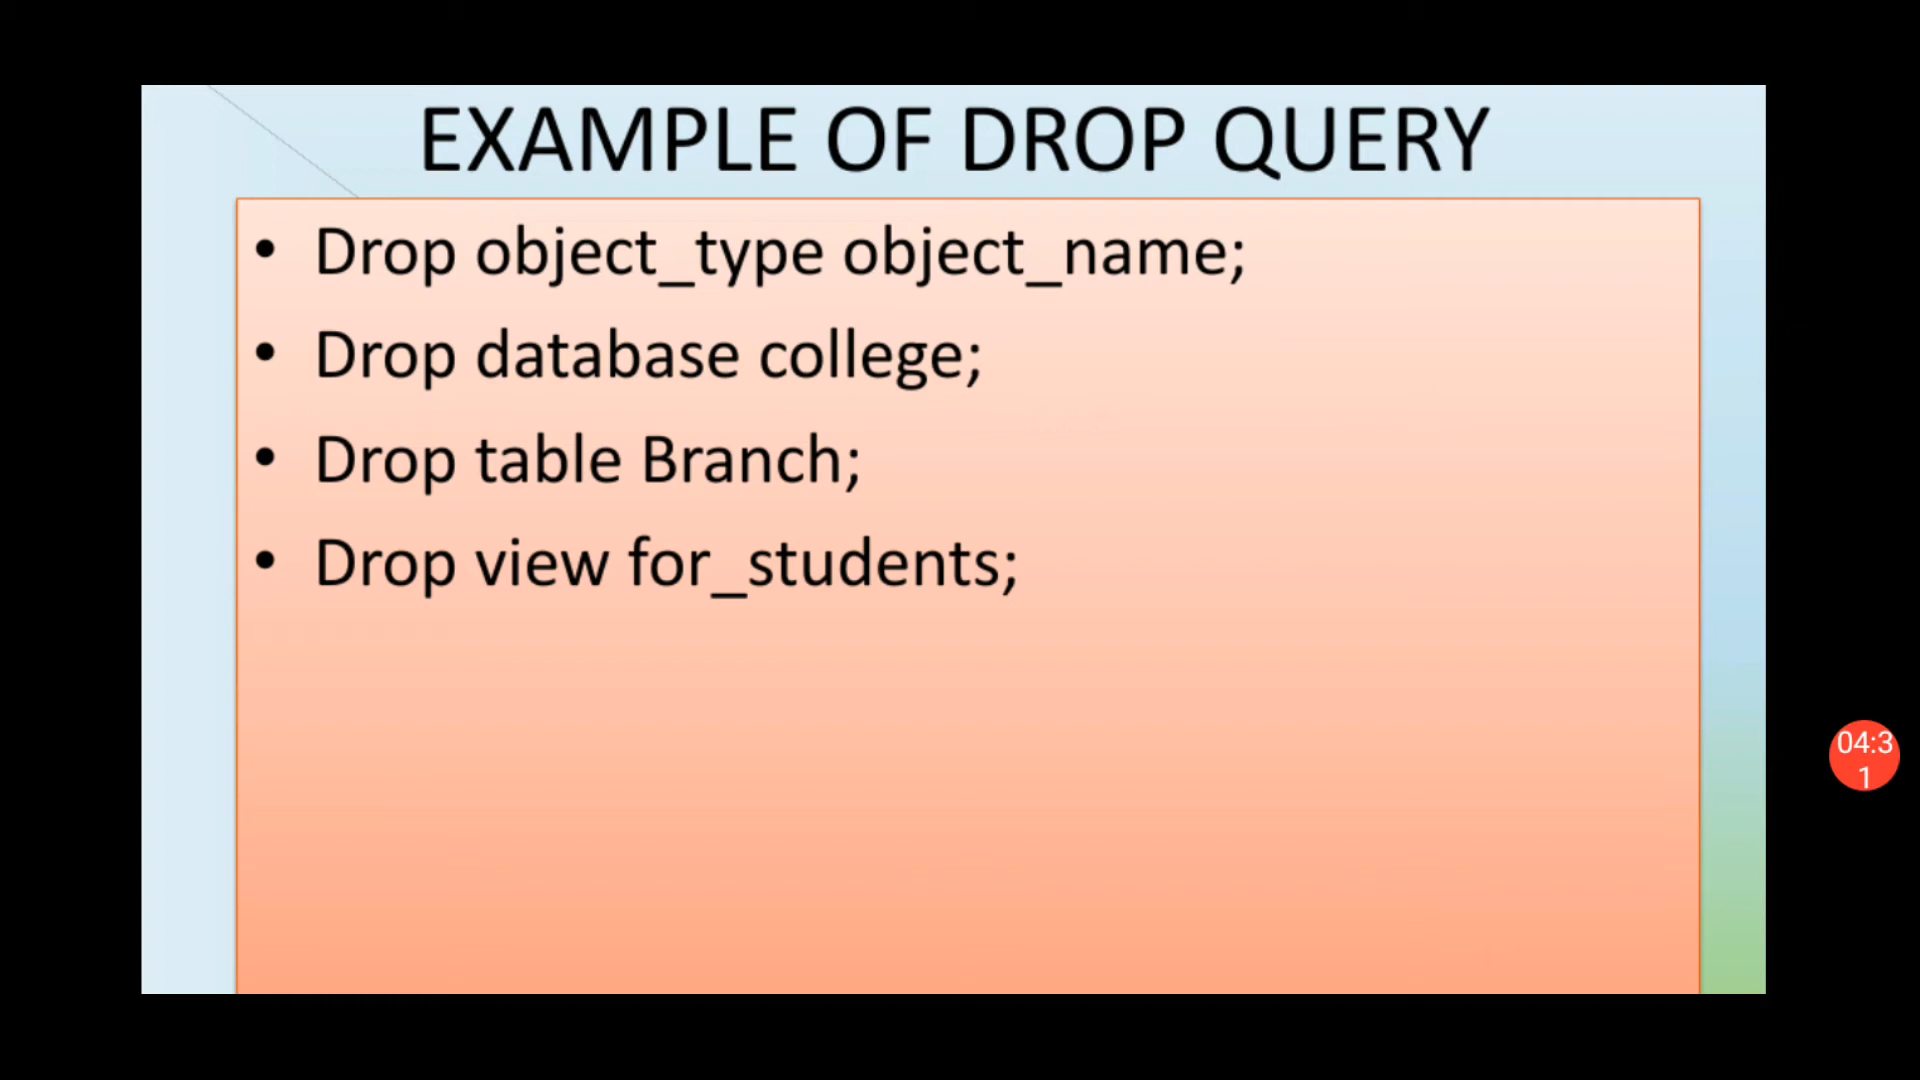 EXAMPLE OF DROP QUERY
• Drop object_type object_name;
• Drop database college;
• Drop table Branch;
• Drop view for_students;
04:3
1